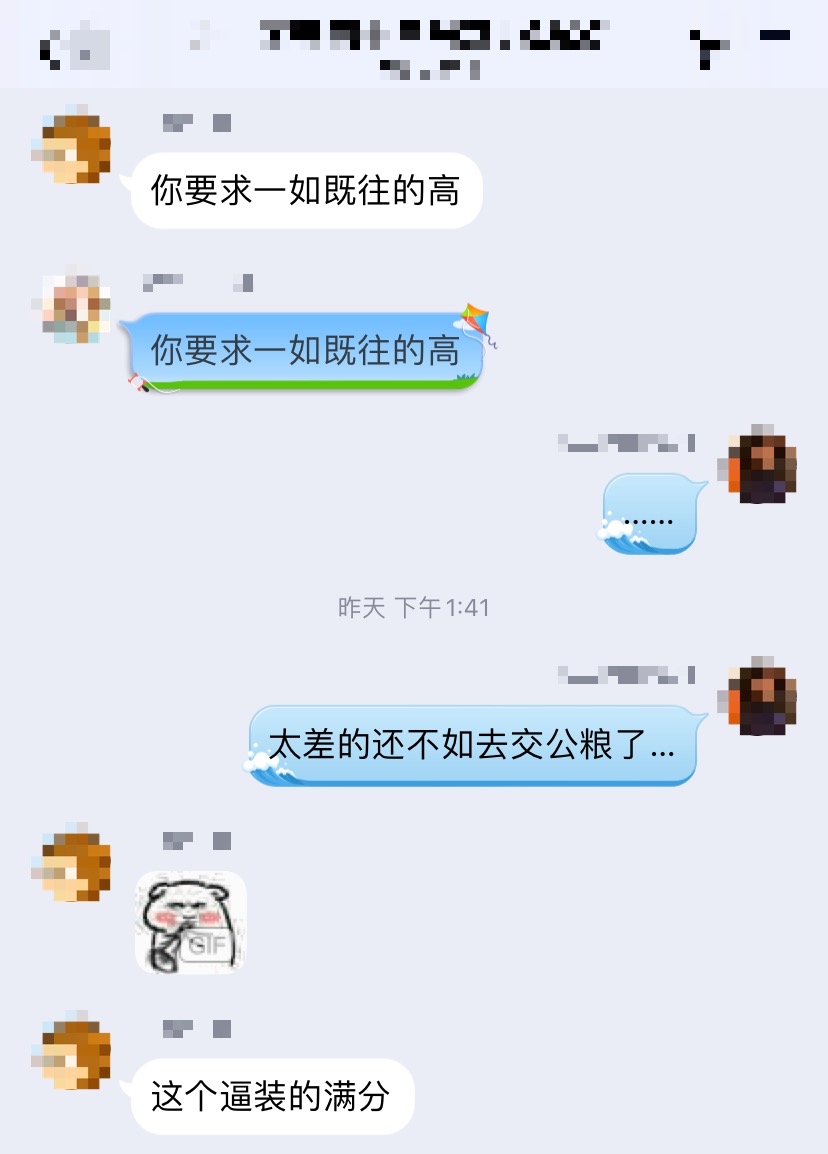 你要求一如既往的高
你要求一如既往的高
......
昨天 下午1:41
太差的还不如去交公粮了...
GIF
这个逼装的满分